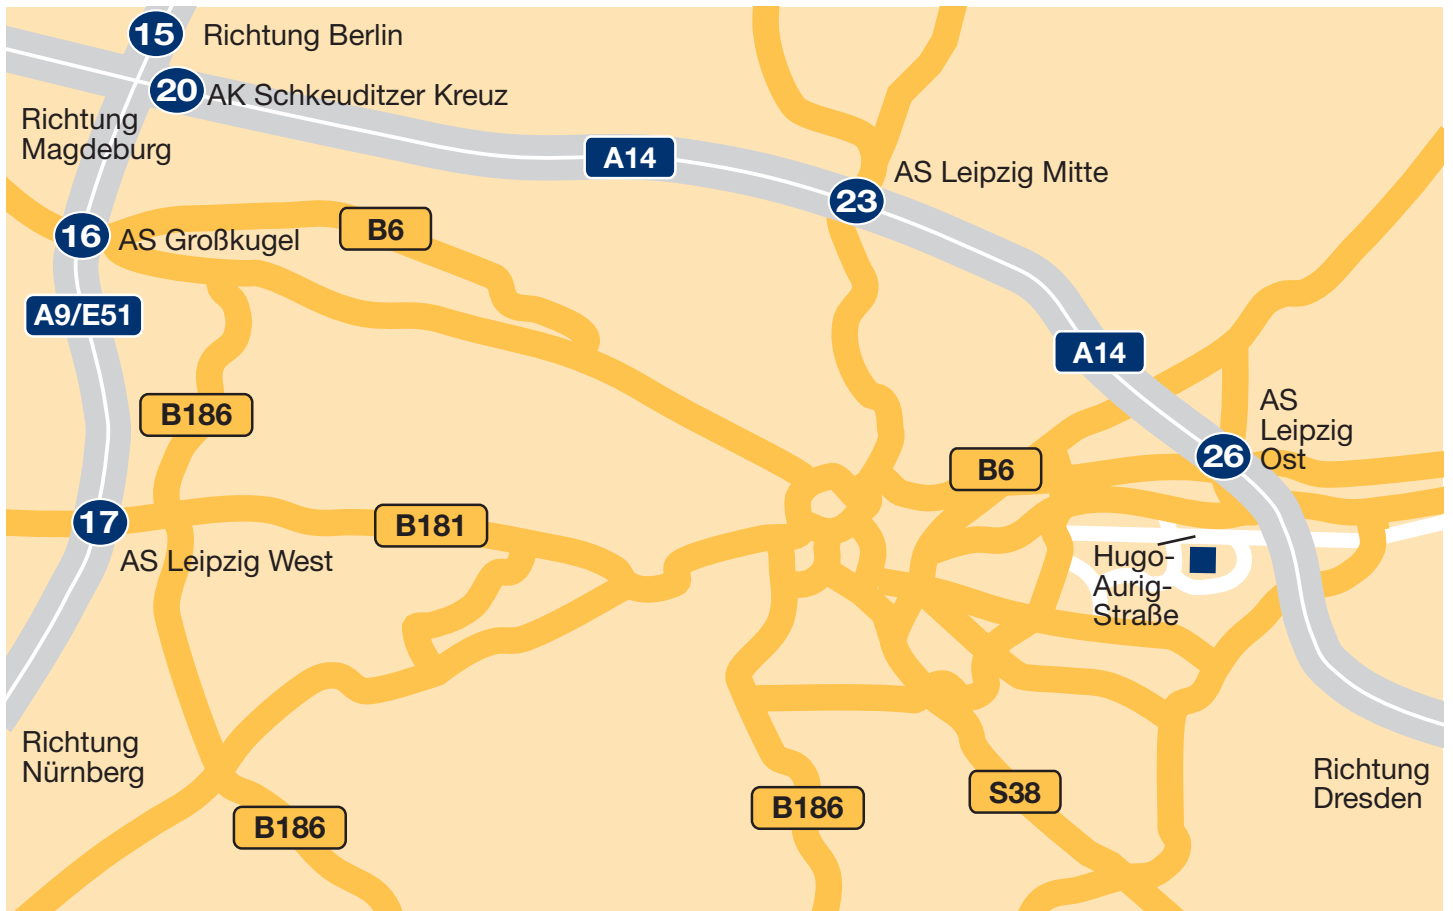 15
Richtung Berlin
20
AK Schkeuditzer Kreuz
Richtung
Magdeburg
A14
AS Leipzig Mitte
23
16
AS Großkugel
B6
A9/E51
A14
B186
AS
Leipzig
Ost
26
B6
17
B181
AS Leipzig West
Hugo-
Aurig-
Straße
Richtung
Nürnberg
Richtung
Dresden
S38
B186
B186